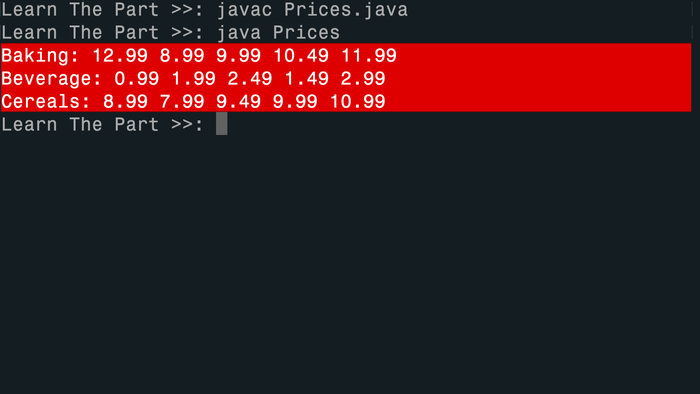 Learn The Part >>: javac Prices.java
Learn The Part >>: java Prices
Baking: 12.99 8.99 9.99 10.49 11.99
Beverage: 0.99 1.99 2.49 1.49 2.99
Cereals: 8.99 7.99 9.49 9.99 10.99
Learn The Part >>: